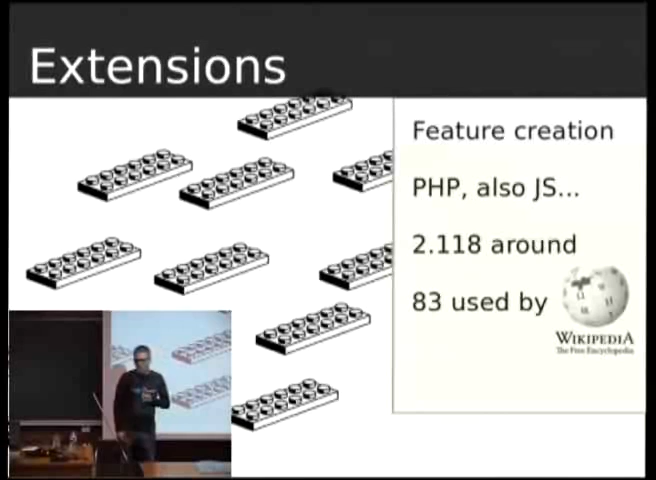 Extensions
Feature creation
PHP, also JS...
2.118 around
83 used by
WIKIPEDIA
The Free Encyclopedia